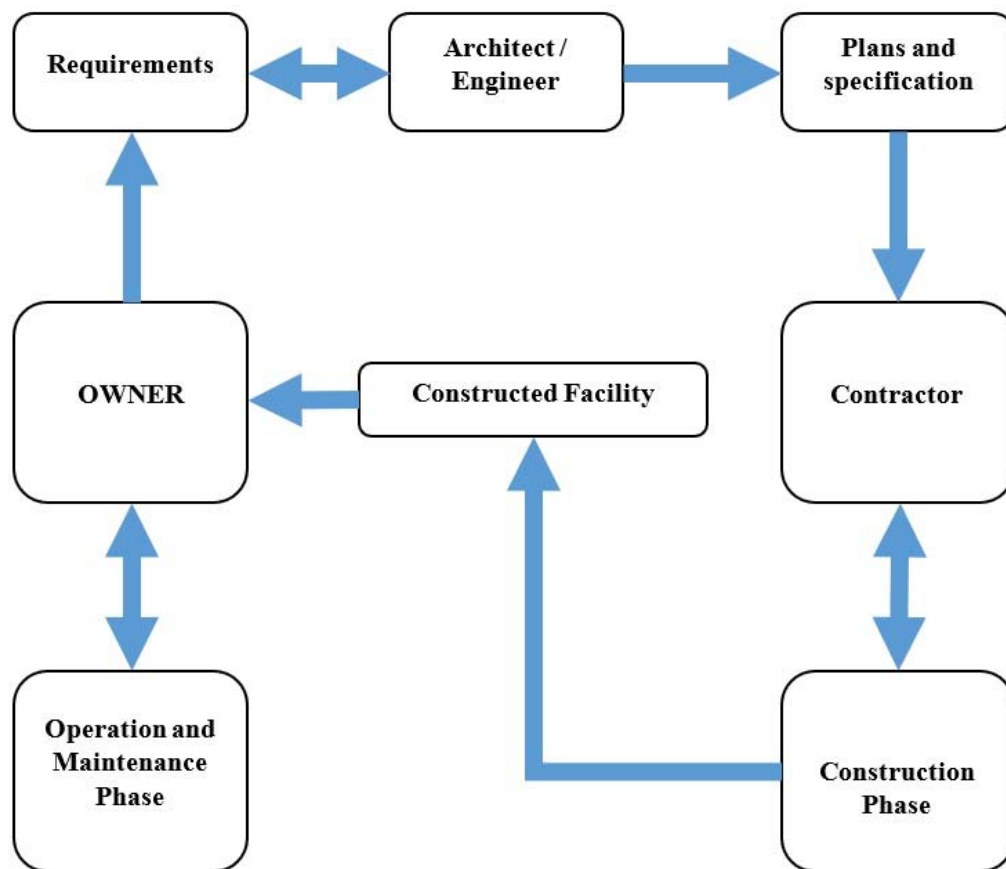 Requirements
Architect /
Engineer
Plans and
specification
OWNER
Constructed Facility
Contractor
Operation and
Maintenance
Phase
Construction
Phase